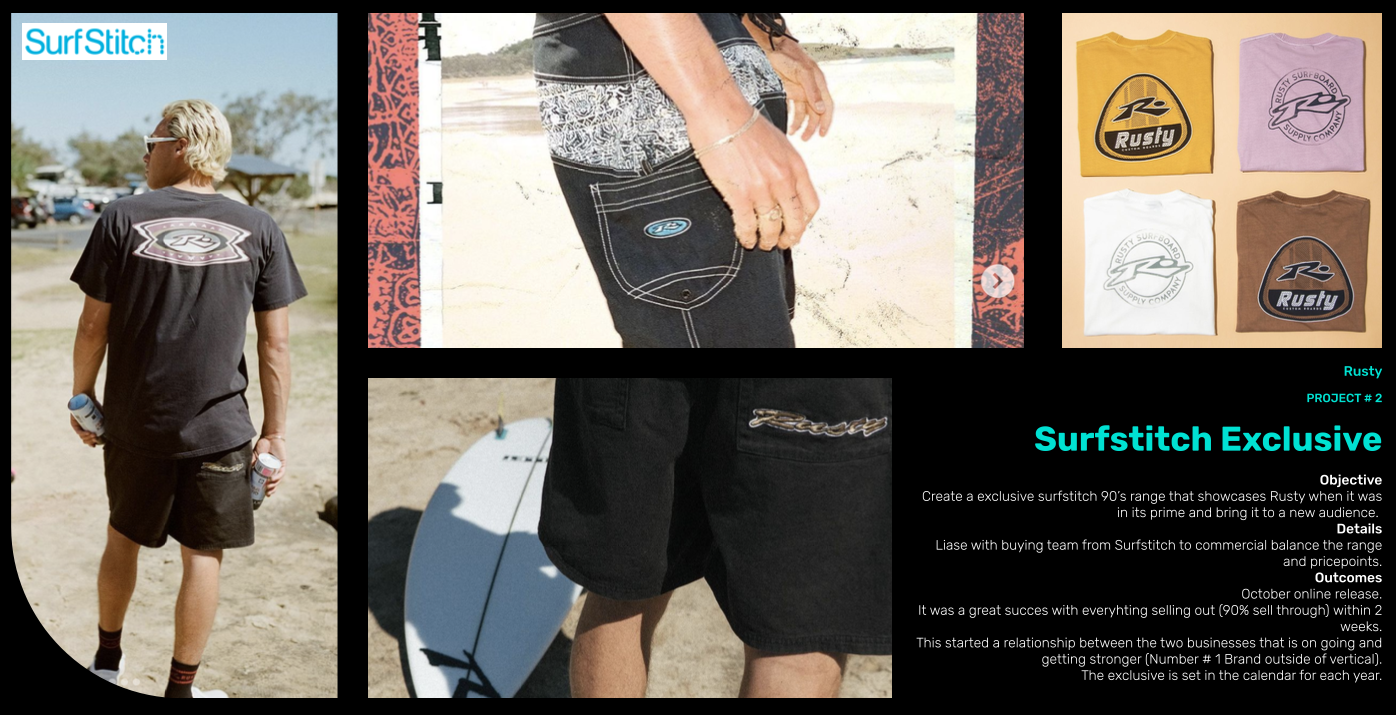 SurfStitch
Rusty
CUSTOM BOARDS
RUSTY SURFBOARD
SUPPLY COMPANY
RUSTY SURFBOARD
SUPPLY COMPANY
Rusty
Rusty
Rusty
PROJECT # 2
Surfstitch Exclusive
Objective
Create a exclusive surfstitch 90's range that showcases Rusty when it was
in its prime and bring it to a new audience.
Details
Liase with buying team from Surfstitch to commercial balance the range
and pricepoints.
Outcomes
October online release.
It was a great succes with everyhting selling out (90% sell through) within 2
weeks.
This started a relationship between the two businesses that is on going and
getting stronger (Number # 1 Brand outside of vertical).
The exclusive is set in the calendar for each year.